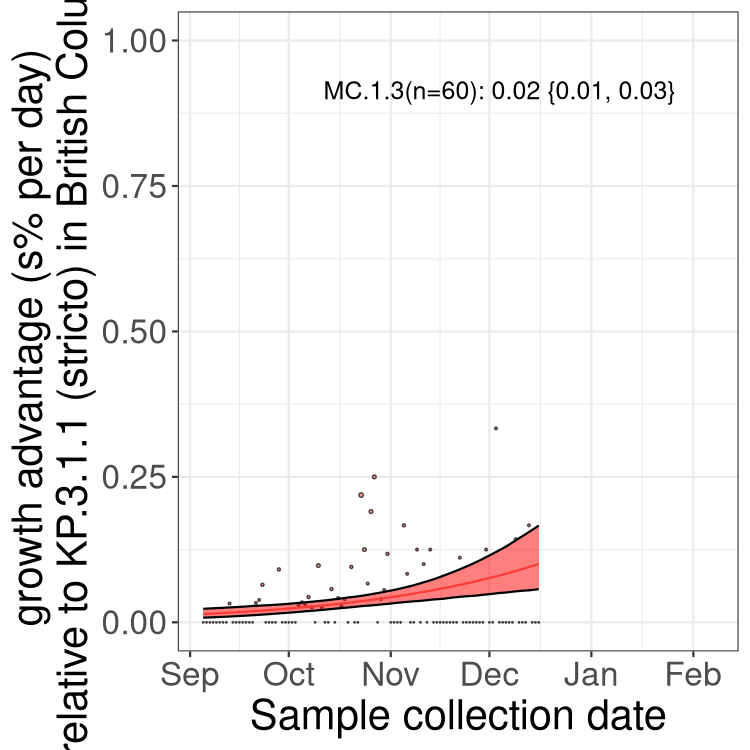 growth advantage (s% per day)
relative to KP.3.1.1 (stricto) in British Colu
1.00
0.75
0.50
0.25
0.00
MC.1.3(n=60): 0.02 {0.01, 0.03}
Sep Oct Nov Dec Jan Feb
Sample collection date